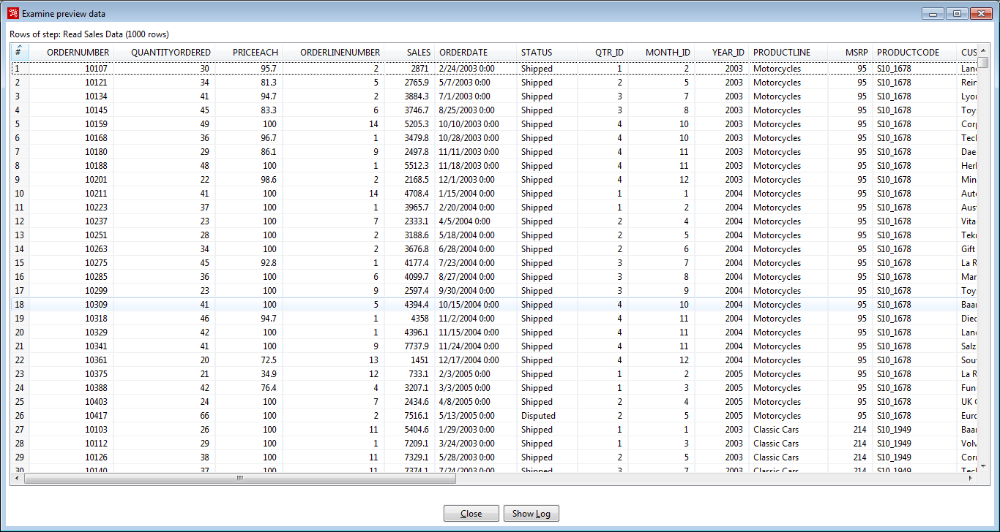 Examine preview data
Rows of step: Read Sales Data (1000 rows)
# ORDERNUMBER QUANTITYORDERED PRICEEACH ORDERLINENUMBER SALES ORDERDATE STATUS QTR_ID MONTH_ID YEAR_ID PRODUCTLINE MSRP PRODUCTCODE CUS
1 10107 30 95.7 2 2871 2/24/2003 0:00 Shipped 1 2 2003 Motorcycles 95 S10_1678 Lan
2 10121 34 81.3 5 2765.9 5/7/2003 0:00 Shipped 2 5 2003 Motorcycles 95 S10_1678 Rein
3 10134 41 94.7 2 3884.3 7/1/2003 0:00 Shipped 3 7 2003 Motorcycles 95 S10_1678 Lyo
4 10145 45 83.3 6 3746.7 8/25/2003 0:00 Shipped 3 8 2003 Motorcycles 95 S10_1678 Toy
5 10159 49 100 14 5205.3 10/10/2003 0:00 Shipped 4 10 2003 Motorcycles 95 S10_1678 Cor
6 10168 36 96.7 1 3479.8 10/28/2003 0:00 Shipped 4 10 2003 Motorcycles 95 S10_1678 Tec
7 10180 29 86.1 9 2497.8 11/11/2003 0:00 Shipped 4 11 2003 Motorcycles 95 S10_1678 Dae
8 10188 48 100 1 5512.3 11/18/2003 0:00 Shipped 4 11 2003 Motorcycles 95 S10_1678 Her
9 10201 22 98.6 2 2168.5 12/1/2003 0:00 Shipped 4 12 2003 Motorcycles 95 S10_1678 Min
10 10211 41 100 14 4708.4 1/15/2004 0:00 Shipped 1 1 2004 Motorcycles 95 S10_1678 Aut
11 10223 37 100 1 3965.7 2/20/2004 0:00 Shipped 1 2 2004 Motorcycles 95 S10_1678 Aus
12 10237 23 100 7 2333.1 4/5/2004 0:00 Shipped 2 4 2004 Motorcycles 95 S10_1678 Vita
13 10251 28 100 2 3188.6 5/18/2004 0:00 Shipped 2 5 2004 Motorcycles 95 S10_1678 Tek
14 10263 34 100 2 3676.8 6/28/2004 0:00 Shipped 2 6 2004 Motorcycles 95 S10_1678 Gift
15 10275 45 92.8 1 4177.4 7/23/2004 0:00 Shipped 3 7 2004 Motorcycles 95 S10_1678 La R
16 10285 36 100 6 4099.7 8/27/2004 0:00 Shipped 3 8 2004 Motorcycles 95 S10_1678 Mar
17 10299 23 100 9 2597.4 9/30/2004 0:00 Shipped 3 9 2004 Motorcycles 95 S10_1678 Toy
18 10309 41 100 5 4394.4 10/15/2004 0:00 Shipped 4 10 2004 Motorcycles 95 S10_1678 Baa
19 10318 46 94.7 1 4358 11/2/2004 0:00 Shipped 4 11 2004 Motorcycles 95 S10_1678 Died
20 10329 42 100 1 4396.1 11/15/2004 0:00 Shipped 4 11 2004 Motorcycles 95 S10_1678 Lan
21 10341 41 100 9 7737.9 11/24/2004 0:00 Shipped 4 11 2004 Motorcycles 95 S10_1678 Salz
22 10361 20 72.5 13 1451 12/17/2004 0:00 Shipped 4 12 2004 Motorcycles 95 S10_1678 Sou
23 10375 21 34.9 12 733.1 2/3/2005 0:00 Shipped 1 2 2005 Motorcycles 95 S10_1678 La R
24 10388 42 76.4 4 3207.1 3/3/2005 0:00 Shipped 1 3 2005 Motorcycles 95 S10_1678 Fun
25 10403 24 100 7 2434.6 4/8/2005 0:00 Shipped 2 4 2005 Motorcycles 95 S10_1678 UK
26 10417 66 100 2 7516.1 5/13/2005 0:00 Disputed 2 5 2005 Motorcycles 95 S10_1678 Euro
27 10103 26 100 11 5404.6 1/29/2003 0:00 Shipped 1 1 2003 Classic Cars 214 S10_1949 Baa
28 10112 29 100 1 7209.1 3/24/2003 0:00 Shipped 1 3 2003 Classic Cars 214 S10_1949 Volv
29 10126 38 100 11 7329.1 5/28/2003 0:00 Shipped 2 5 2003 Classic Cars 214 S10_1949 Cor
30 10140 37 100 11 7374.1 7/24/2003 0:00 Shipped 3 7 2003 Classic Cars 214 S10_1949 Tec
Close Show Log